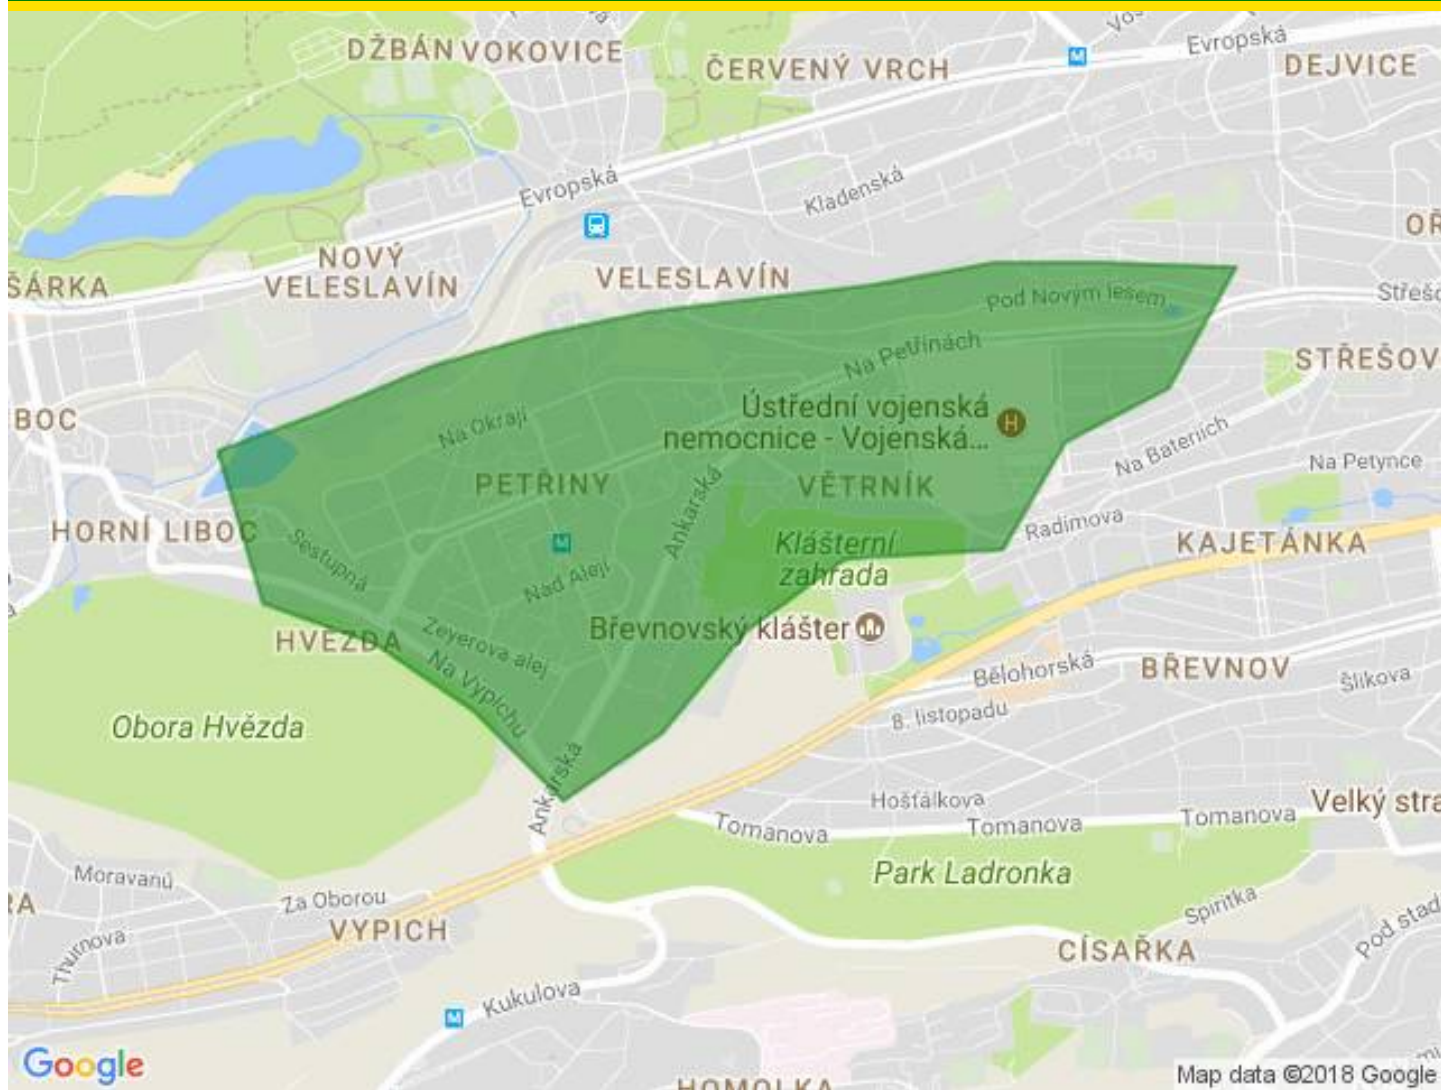 DŽBÁN
VOKOVICE
ČERVENÝ VRCH
Evropská
DEJVICE
Evropská
Kladenská
NOVÝ
VELESLAVÍN
VELESLAVÍN
ŠÁRKA
Pod Novým lesem
Na Petřinách
STŘEŠOV
BOC
Na Okraji
Ústřední vojenská
nemocnice - Vojenská...
H
Na Bateriích
Na Petynce
PETŘINY
VĚTRNÍK
Ankarská
HORNÍ LIBOC
Sestupná
Klášterní
zahrada
Radimova
KAJETÁNKA
M
Nad Alejí
HVĚZDA
Zeyerova alej
Břevnovský klášter
Na Vypichu
Bělohorská
BŘEVNOV
Šlikova
8. listopadu
Obora Hvězda
Ankarská
Hošťálkova
Velký stra
Tomanova
Tomanova
Tomanova
Park Ladronka
Moravanů
Za Oborou
RA
VYPICH
Thurnova
Spiritka
Pod stad
CÍSAŘKA
Kukulova
M
Google
HOMOLKA
Map data ©2018 Google